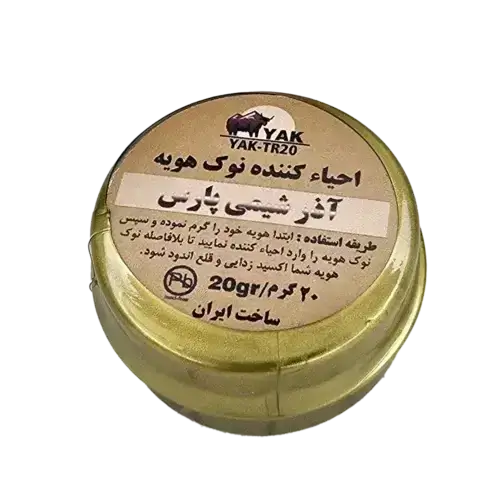 YAK
YAK-TR20
احیاء کننده نوک هویه
آذر شیمی پارس
طریقه استفاده : ابتدا هویه خود را گرم نموده و سپس
نوک هویه را وارد احیاء کننده نمایید تا بلافاصله نوک
هویه شما اکسید زدایی و قلع اندود شود.
Pb
۲۰ گرم/20gr
ساخت ایران